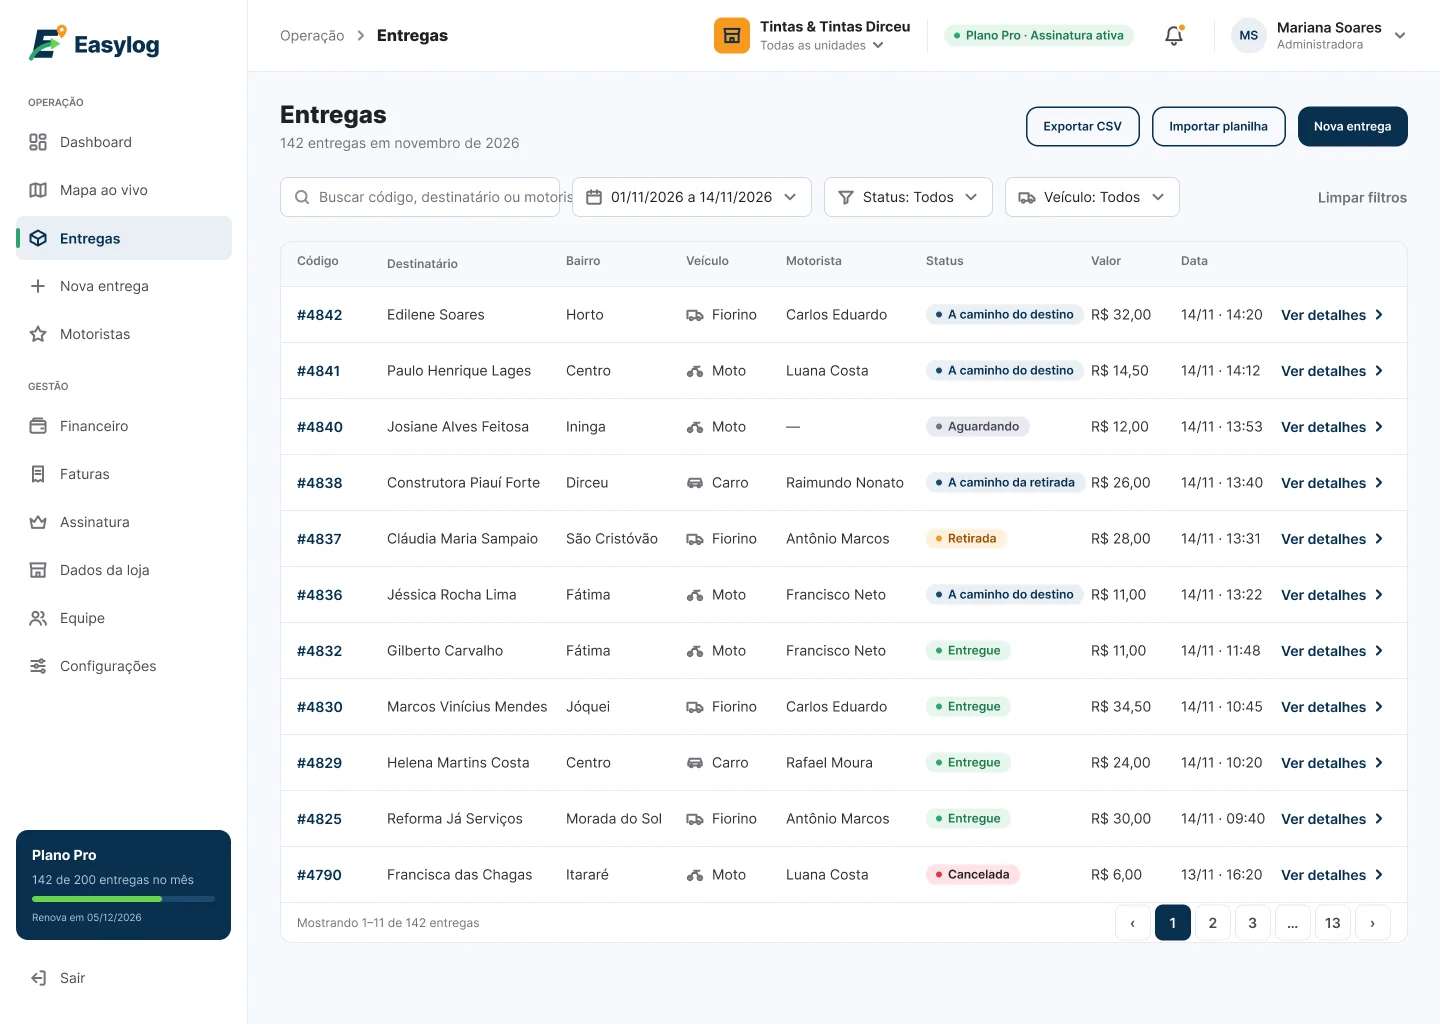 Easylog
OPERAÇÃO
Dashboard
Mapa ao vivo
Entregas
Nova entrega
Motoristas
GESTÃO
Financeiro
Faturas
Assinatura
Dados da loja
Equipe
Configurações
Plano Pro
142 de 200 entregas no mês
Renova em 05/12/2026
Sair
Operação > Entregas
Tintas & Tintas Dirceu
Todas as unidades
Plano Pro · Assinatura ativa
MS
Mariana Soares
Administradora
Entregas
142 entregas em novembro de 2026
Exportar CSV
Importar planilha
Nova entrega
Buscar código, destinatário ou motoris
01/11/2026 a 14/11/2026
Status: Todos
Veículo: Todos
Limpar filtros
Código Destinatário Bairro Veículo Motorista Status Valor Data
#4842 Edilene Soares Horto Fiorino Carlos Eduardo A caminho do destino R$ 32,00 14/11 · 14:20 Ver detalhes
#4841 Paulo Henrique Lages Centro Moto Luana Costa A caminho do destino R$ 14,50 14/11 · 14:12 Ver detalhes
#4840 Josiane Alves Feitosa Ininga Moto — Aguardando R$ 12,00 14/11 · 13:53 Ver detalhes
#4838 Construtora Piauí Forte Dirceu Carro Raimundo Nonato A caminho da retirada R$ 26,00 14/11 · 13:40 Ver detalhes
#4837 Cláudia Maria Sampaio São Cristóvão Fiorino Antônio Marcos Retirada R$ 28,00 14/11 · 13:31 Ver detalhes
#4836 Jéssica Rocha Lima Fátima Moto Francisco Neto A caminho do destino R$ 11,00 14/11 · 13:22 Ver detalhes
#4832 Gilberto Carvalho Fátima Moto Francisco Neto Entregue R$ 11,00 14/11 · 11:48 Ver detalhes
#4830 Marcos Vinícius Mendes Jóquei Fiorino Carlos Eduardo Entregue R$ 34,50 14/11 · 10:45 Ver detalhes
#4829 Helena Martins Costa Centro Carro Rafael Moura Entregue R$ 24,00 14/11 · 10:20 Ver detalhes
#4825 Reforma Já Serviços Morada do Sol Fiorino Antônio Marcos Entregue R$ 30,00 14/11 · 09:40 Ver detalhes
#4790 Francisca das Chagas Itararé Moto Luana Costa Cancelada R$ 6,00 13/11 · 16:20 Ver detalhes
Mostrando 1–11 de 142 entregas
‹ 1 2 3 … 13 ›